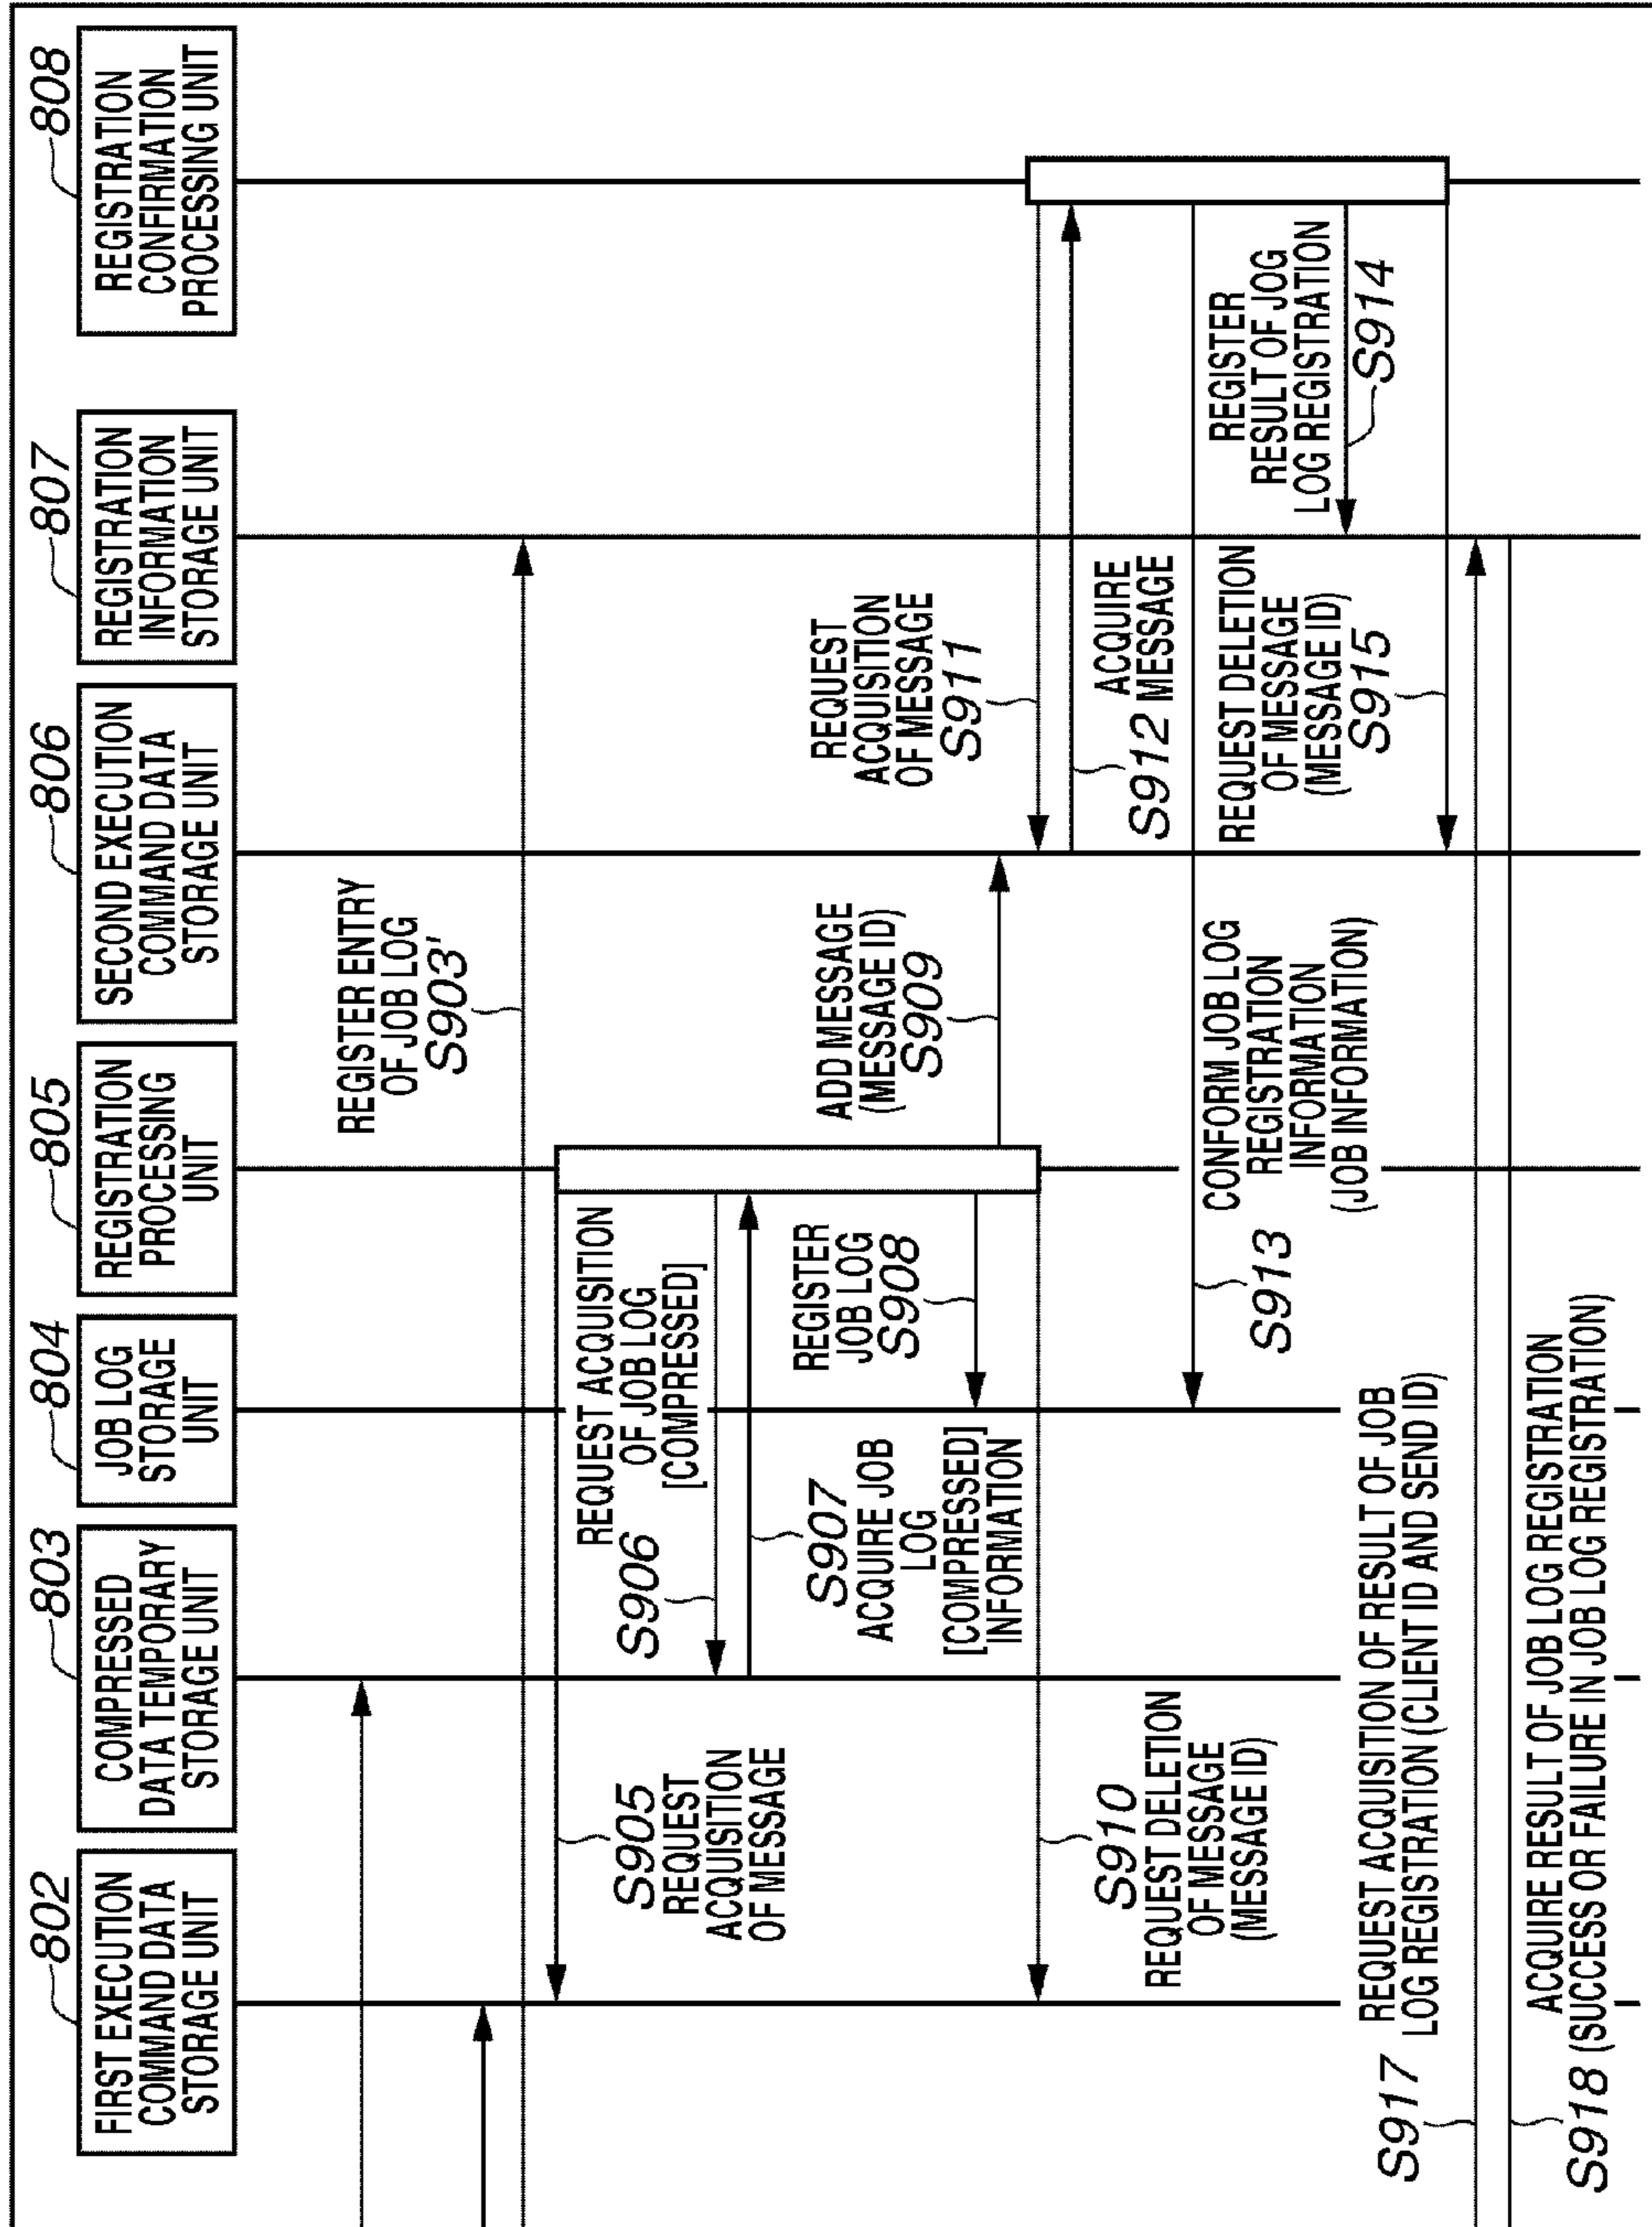 802
FIRST EXECUTION
COMMAND DATA
STORAGE UNIT
803
COMPRESSED
DATA TEMPORARY
STORAGE UNIT
804
JOB LOG
STORAGE
UNIT
805
REGISTRATION
PROCESSING
UNIT
806
SECOND EXECUTION
COMMAND DATA
STORAGE UNIT
807
REGISTRATION
INFORMATION
STORAGE UNIT
808
REGISTRATION
CONFIRMATION
PROCESSING UNIT
REGISTER ENTRY
OF JOB LOG
S903'
S905
REQUEST
ACQUISITION
OF MESSAGE
REQUEST ACQUISITION
OF JOB LOG
[COMPRESSED]
S906
S907
ACQUIRE JOB
LOG
[COMPRESSED]
INFORMATION
REGISTER
JOB LOG
S908
ADD MESSAGE
(MESSAGE ID)
S909
S910
REQUEST DELETION
OF MESSAGE
(MESSAGE ID)
REQUEST
ACQUISITION
OF MESSAGE
S911
ACQUIRE
S912 MESSAGE
CONFORM JOB LOG
REGISTRATION
INFORMATION
(JOB INFORMATION)
S913
REGISTER
RESULT OF JOG
LOG REGISTRATION
S914
REQUEST DELETION
OF MESSAGE
(MESSAGE ID)
S915
REQUEST ACQUISITION OF RESULT OF JOB
LOG REGISTRATION (CLIENT ID AND SEND ID)
S917
ACQUIRE RESULT OF JOB LOG REGISTRATION
S918 (SUCCESS OR FAILURE IN JOB LOG REGISTRATION)